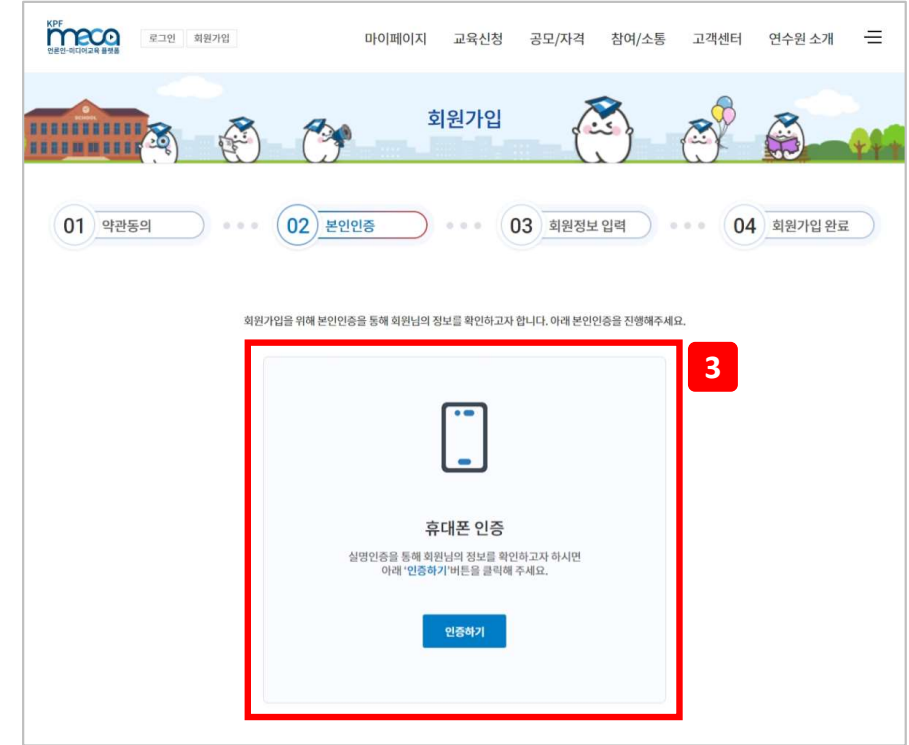 KPF
meca
언론인·미디어교육 플랫폼
로그인 회원가입
마이페이지 교육신청 공모/자격 참여/소통 고객센터 연수원 소개
SCHOOL
회원가입
01 약관동의 02 본인인증 03 회원정보 입력 04 회원가입 완료
회원가입을 위해 본인인증을 통해 회원님의 정보를 확인하고자 합니다. 아래 본인인증을 진행해주세요.
3
휴대폰 인증
실명인증을 통해 회원님의 정보를 확인하고자 하시면
아래 '인증하기'버튼을 클릭해 주세요.
인증하기